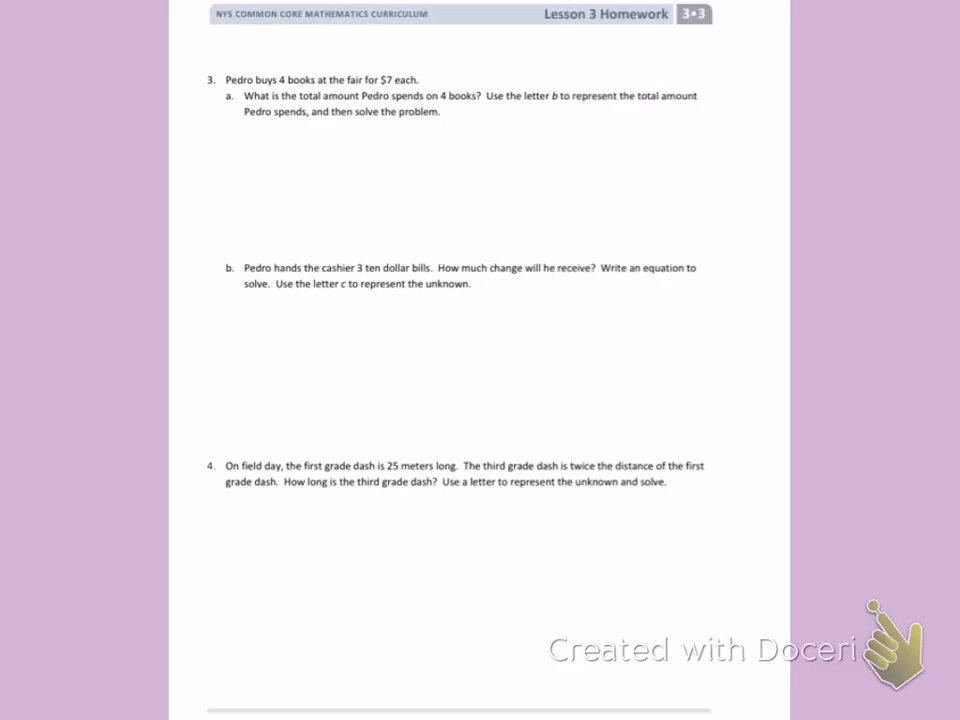 NYS COMMON CORE MATHEMATICS CURRICULUM Lesson 3 Homework 3•3
3. Pedro buys 4 books at the fair for $7 each.
a. What is the total amount Pedro spends on 4 books? Use the letter b to represent the total amount
Pedro spends, and then solve the problem.
b. Pedro hands the cashier 3 ten dollar bills. How much change will he receive? Write an equation to
solve. Use the letter c to represent the unknown.
4. On field day, the first grade dash is 25 meters long. The third grade dash is twice the distance of the first
grade dash. How long is the third grade dash? Use a letter to represent the unknown and solve.
Created with Doceri